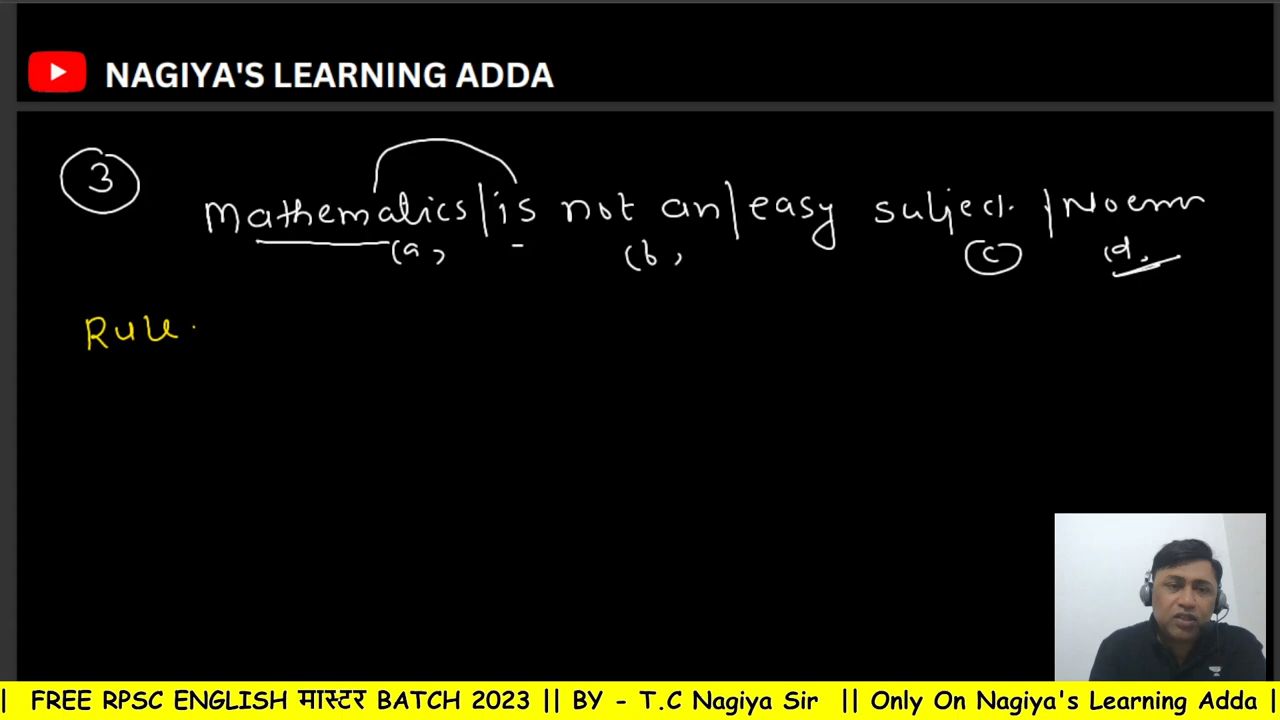 NAGIYA'S LEARNING ADDA
3 Mathematics | is not an | easy subject. | No error
(a) (b) (c) (d)
Rule.
| FREE RPSC ENGLISH मास्टर BATCH 2023 || BY - T.C Nagiya Sir || Only On Nagiya's Learning Adda |